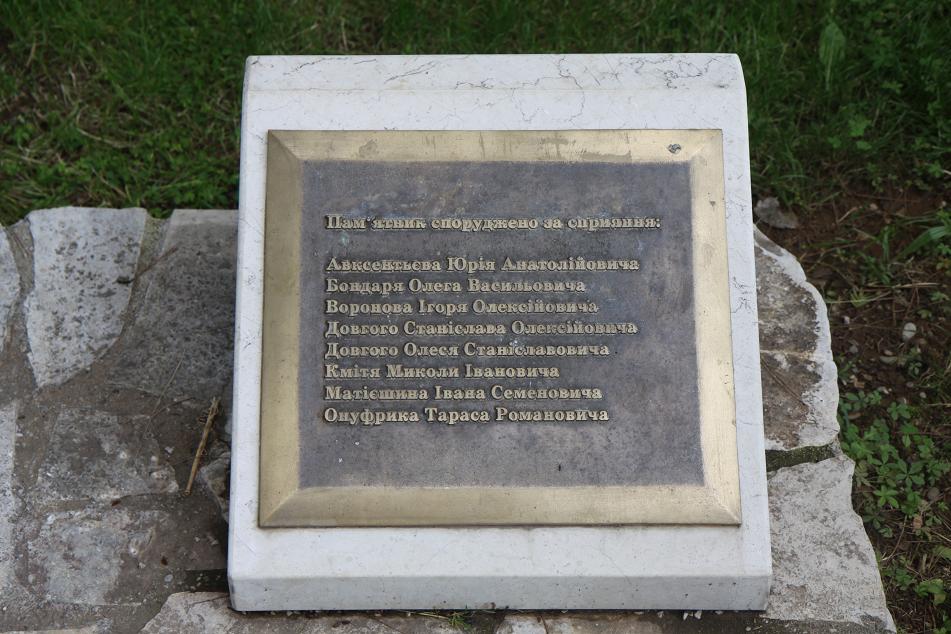 Пам'ятник споруджено за сприяння:
Авксентьєва Юрія Анатолійовича
Бондаря Олега Васильовича
Воронова Ігоря Олексійовича
Довгого Станіслава Олексійовича
Довгого Олеся Станіславовича
Кмітя Миколи Івановича
Матієшина Івана Семеновича
Онуфрика Тараса Романовича